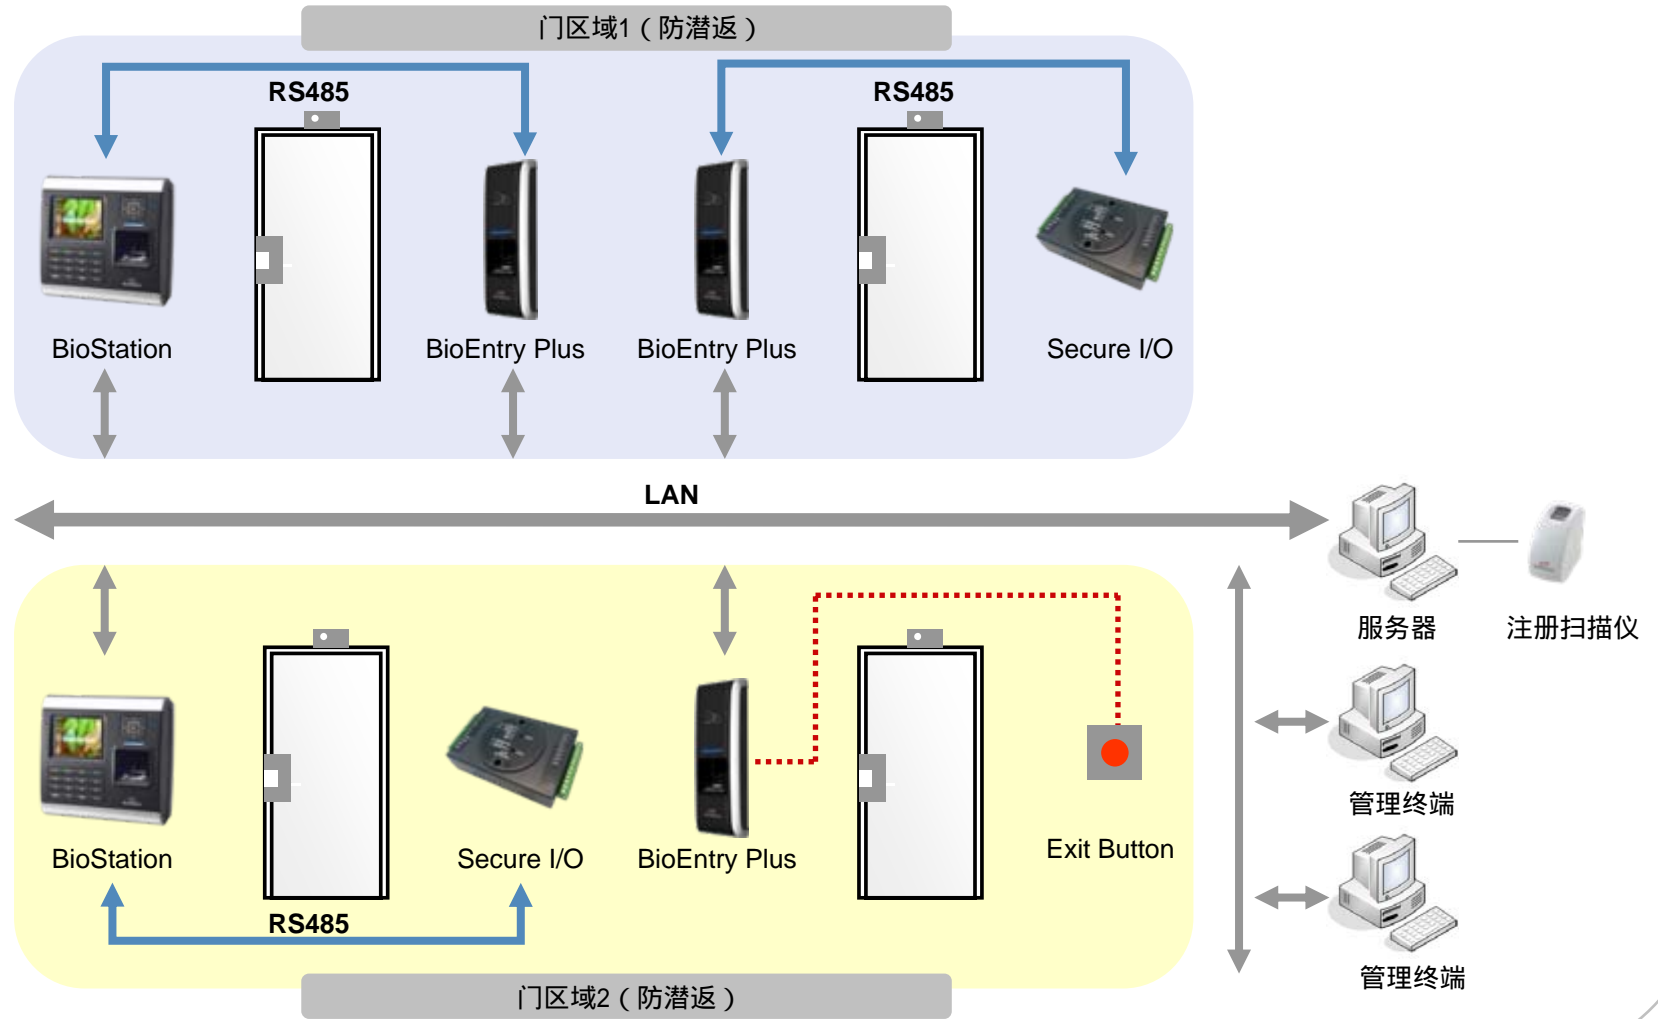 门区域1（防潜返）
RS485
RS485
BioStation
BioEntry Plus
BioEntry Plus
Secure I/O
LAN
服务器
注册扫描仪
管理终端
BioStation
Secure I/O
BioEntry Plus
Exit Button
RS485
管理终端
门区域2（防潜返）